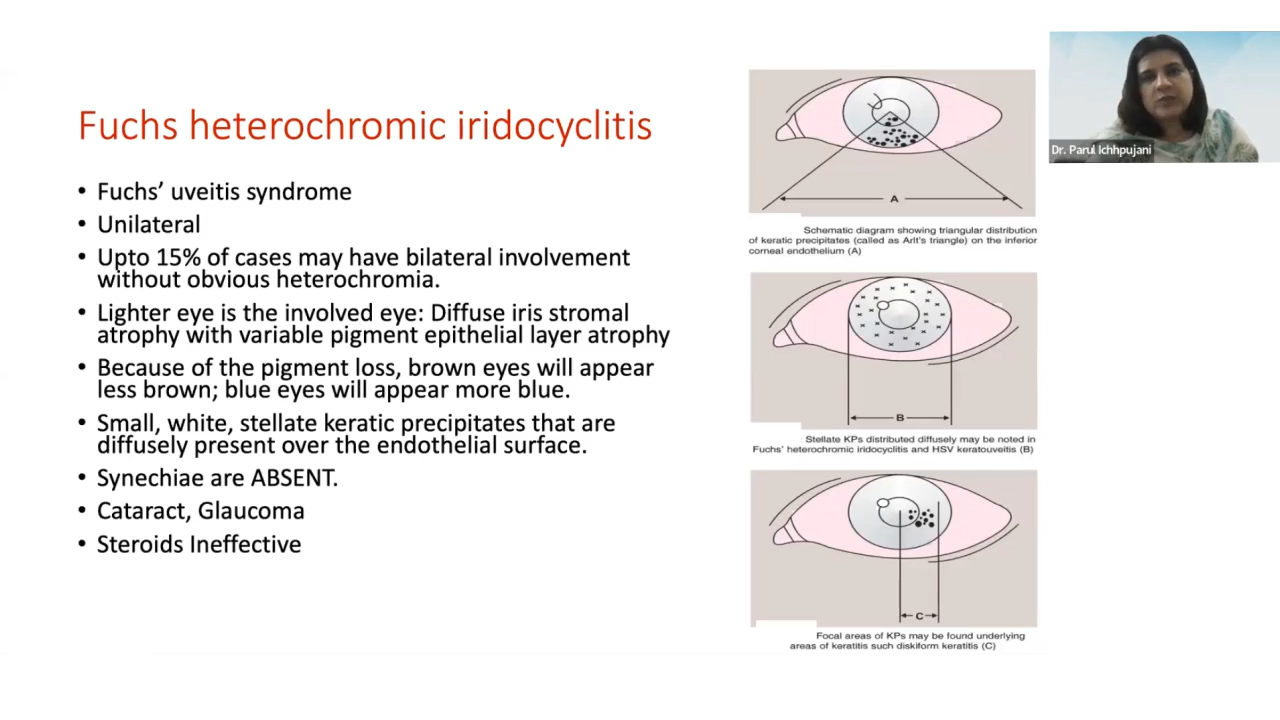 Fuchs heterochromic iridocyclitis
• Fuchs' uveitis syndrome
• Unilateral
• Upto 15% of cases may have bilateral involvement
without obvious heterochromia.
• Lighter eye is the involved eye: Diffuse iris stromal
atrophy with variable pigment epithelial layer atrophy
• Because of the pigment loss, brown eyes will appear
less brown; blue eyes will appear more blue.
• Small, white, stellate keratic precipitates that are
diffusely present over the endothelial surface.
• Synechiae are ABSENT.
• Cataract, Glaucoma
• Steroids Ineffective
A
Schematic diagram showing triangular distribution
of keratic precipitates (called as Arlt's triangle) on the inferior
corneal endothelium (A)
B
Stellate KPs distributed diffusely may be noted in
Fuchs' heterochromic iridocyclitis and HSV keratouveitis (B)
C
Focal areas of KPs may be found underlying
areas of keratitis such diskiform keratitis (C)
Dr. Parul Ichhpujani